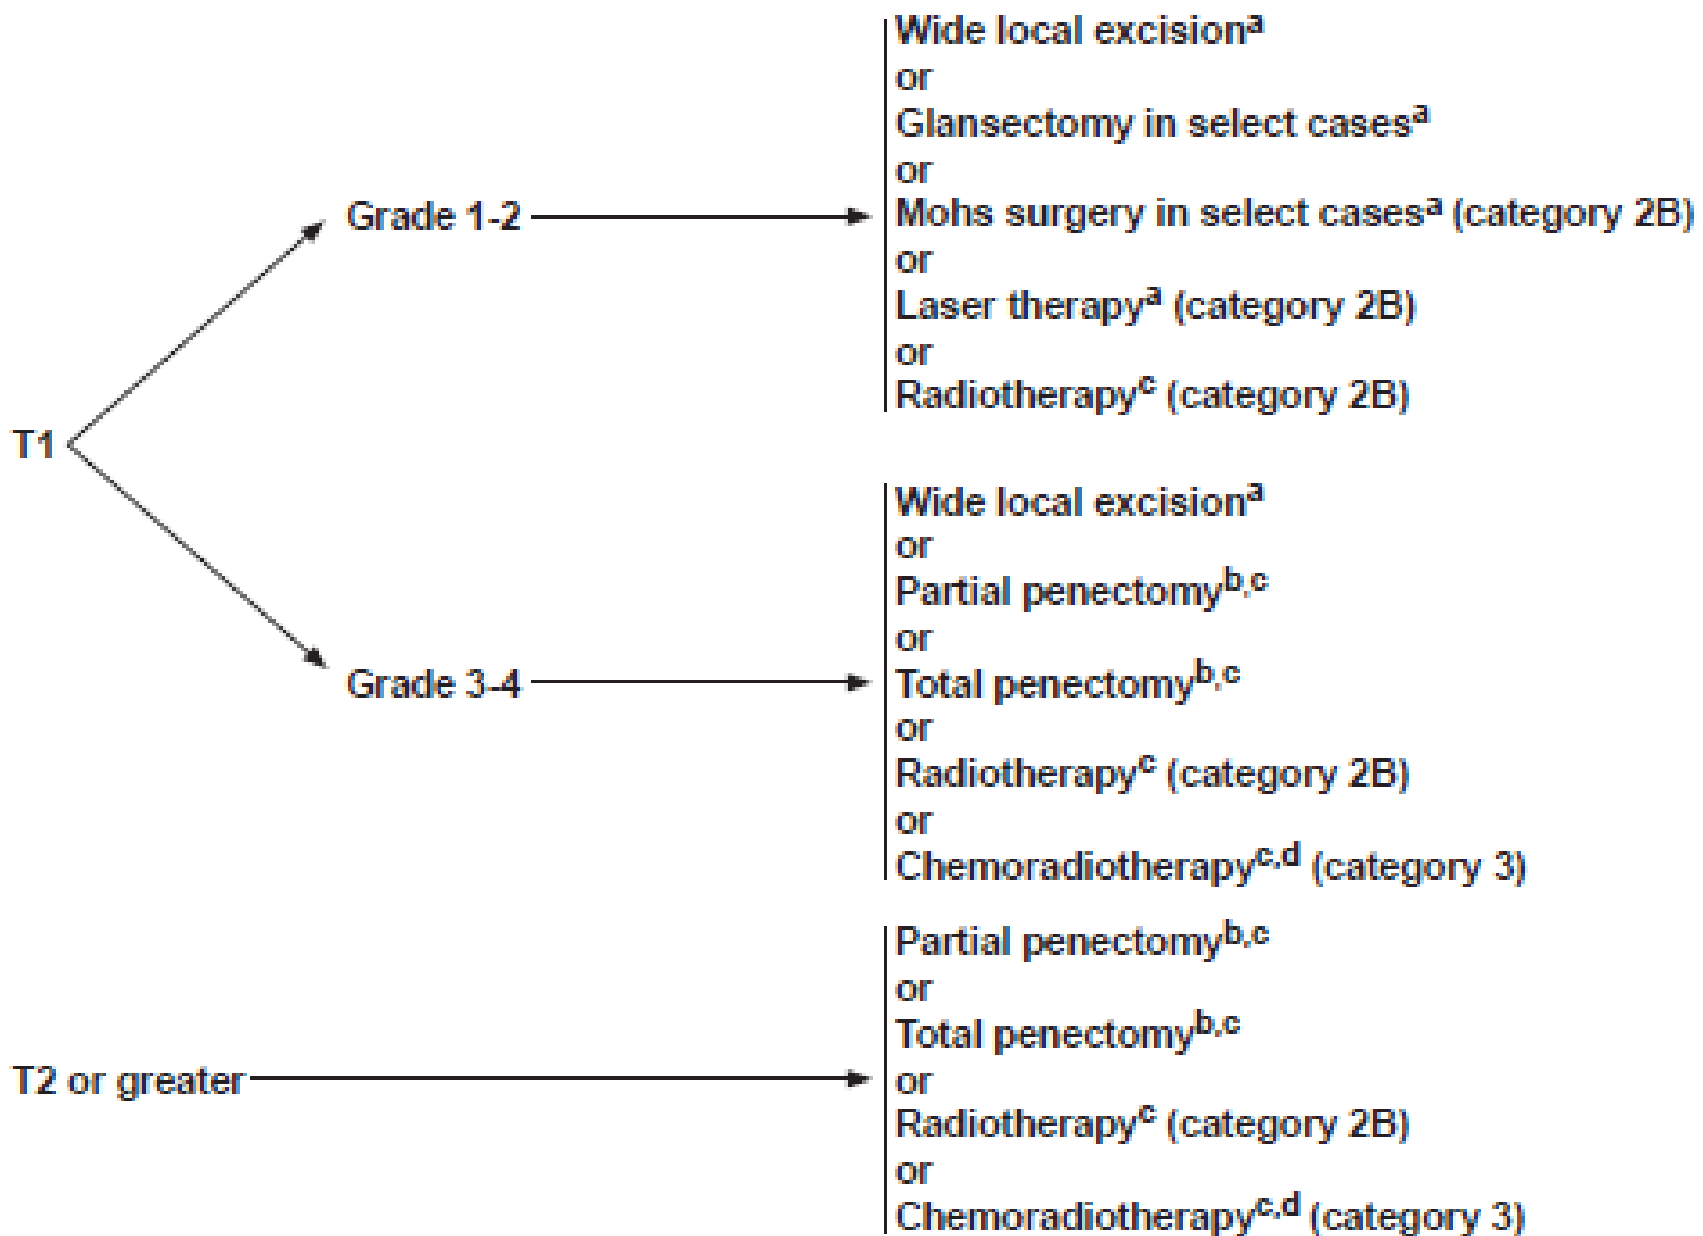 Wide local excisionᵃ
or
Glansectomy in select casesᵃ
or
Grade 1-2
Mohs surgery in select casesᵃ (category 2B)
or
Laser therapyᵃ (category 2B)
or
Radiotherapyᶜ (category 2B)
T1
Wide local excisionᵃ
or
Partial penectomyᵇ,ᶜ
or
Grade 3-4
Total penectomyᵇ,ᶜ
or
Radiotherapyᶜ (category 2B)
or
Chemoradiotherapyᶜ,ᵈ (category 3)
Partial penectomyᵇ,ᶜ
or
Total penectomyᵇ,ᶜ
T2 or greater
or
Radiotherapyᶜ (category 2B)
or
Chemoradiotherapyᶜ,ᵈ (category 3)